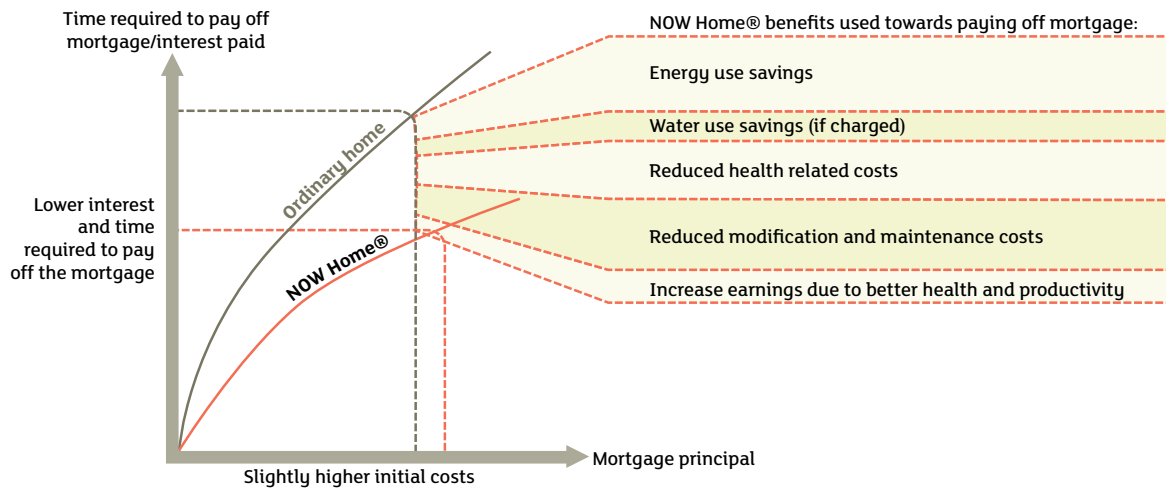 Time required to pay off
mortgage/interest paid
NOW Home® benefits used towards paying off mortgage:
Energy use savings
Water use savings (if charged)
Reduced health related costs
Reduced modification and maintenance costs
Increase earnings due to better health and productivity
Ordinary home
NOW Home®
Lower interest
and time
required to pay
off the mortgage
Mortgage principal
Slightly higher initial costs